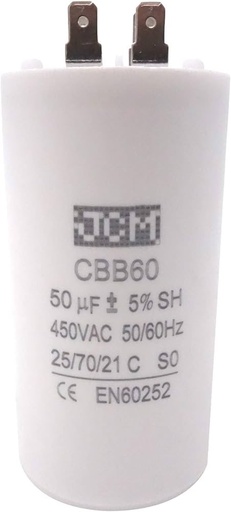 JCM
CBB60
50 µF ± 5% SH
450VAC 50/60Hz
25/70/21 C S0
CE EN60252